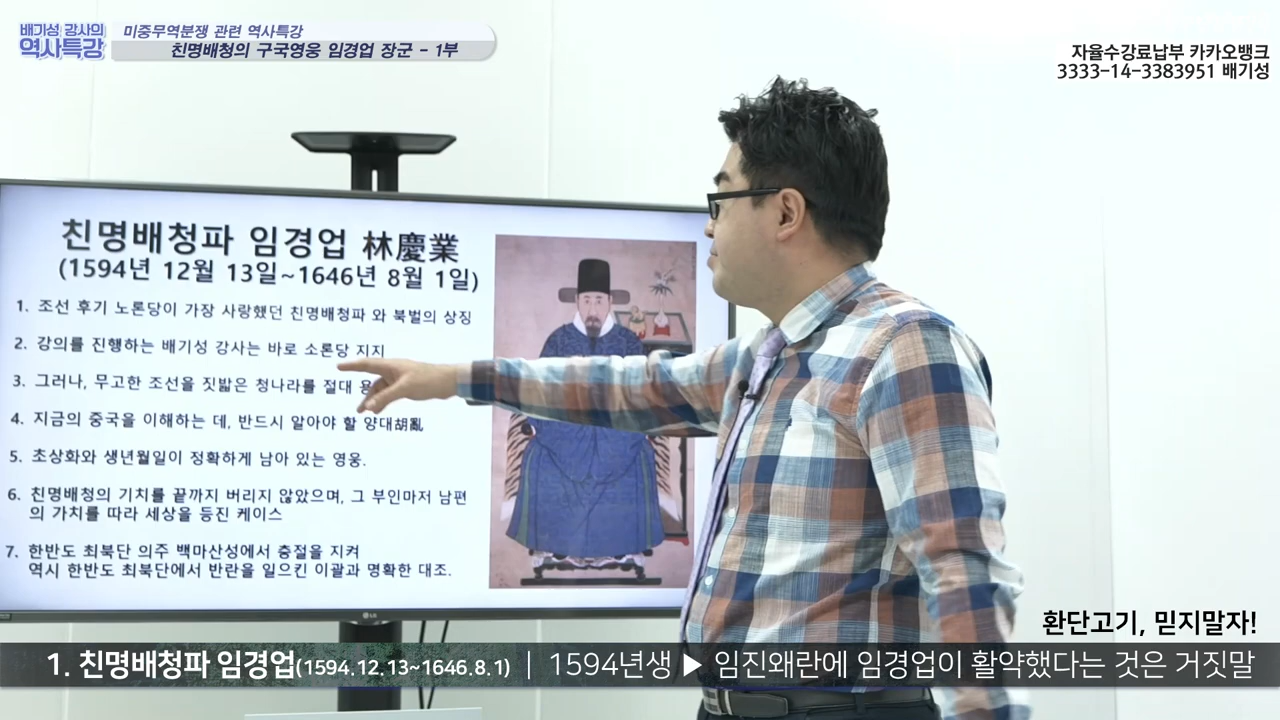 배기성 강사의
역사특강
미중무역분쟁 관련 역사특강
친명배청의 구국영웅 임경업 장군 - 1부
자율수강료납부 카카오뱅크
3333-14-3383951 배기성
친명배청파 임경업 林慶業
(1594년 12월 13일~1646년 8월 1일)
1. 조선 후기 노론당이 가장 사랑했던 친명배청파 와 북벌의 상징
2. 강의를 진행하는 배기성 강사는 바로 소론당 지지
3. 그러나, 무고한 조선을 짓밟은 청나라를 절대
4. 지금의 중국을 이해하는 데, 반드시 알아야 할 양대胡亂
5. 초상화와 생년월일이 정확하게 남아 있는 영웅.
6. 친명배청의 기치를 끝까지 버리지 않았으며, 그 부인마저 남편
의 가치를 따라 세상을 등진 케이스
7. 한반도 최북단 의주 백마산성에서 충절을 지켜
역시 한반도 최북단에서 반란을 일으킨 이괄과 명확한 대조.
LG
환단고기, 믿지말자!
1. 친명배청파 임경업(1594.12.13~1646.8.1) | 1594년생 ▶ 임진왜란에 임경업이 활약했다는 것은 거짓말